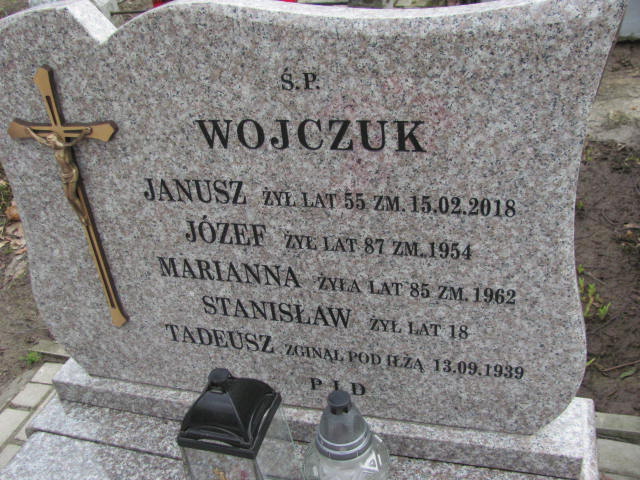 Ś.P.
WOJCZUK
JANUSZ ŻYŁ LAT 55 ZM. 15.02.2018
JÓZEF ŻYŁ LAT 87 ZM. 1954
MARIANNA ŻYŁA LAT 85 ZM. 1962
STANISŁAW ŻYŁ LAT 18
TADEUSZ ZGINĄŁ POD IŁŻĄ 13.09.1939
P J D